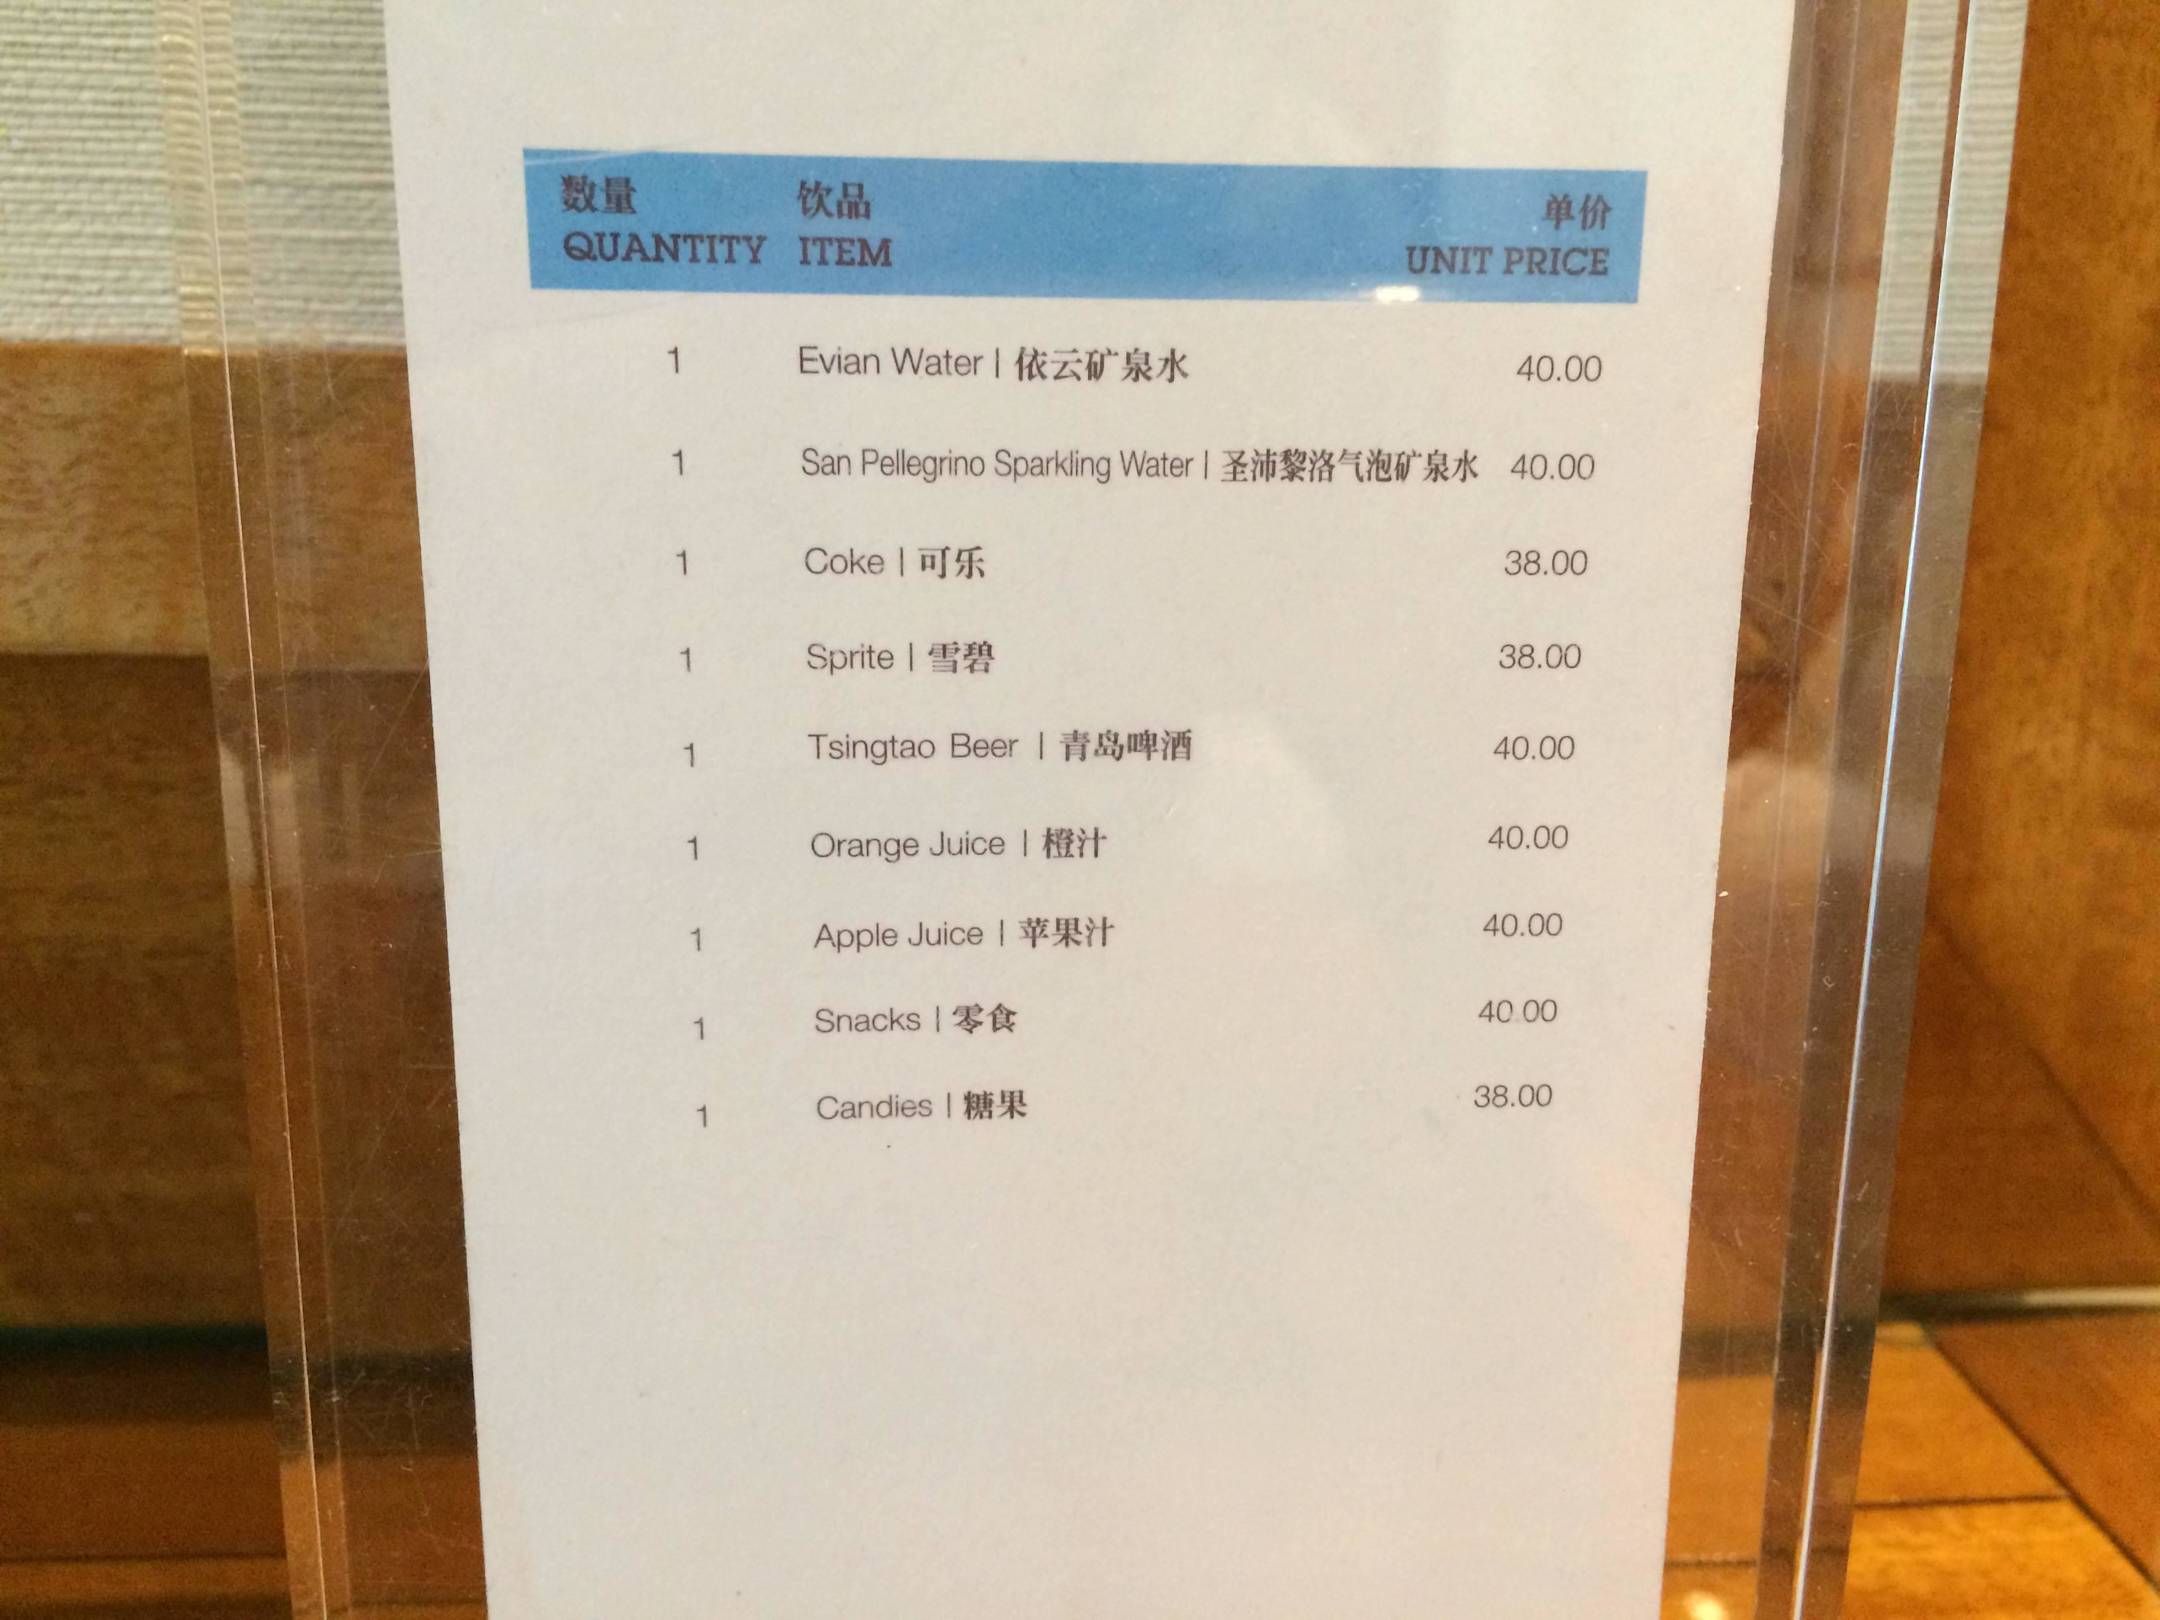 数量 饮品 单价
QUANTITY ITEM UNIT PRICE
1 Evian Water | 依云矿泉水 40.00
1 San Pellegrino Sparkling Water | 圣沛黎洛气泡矿泉水 40.00
1 Coke | 可乐 38.00
1 Sprite | 雪碧 38.00
1 Tsingtao Beer | 青岛啤酒 40.00
1 Orange Juice | 橙汁 40.00
1 Apple Juice | 苹果汁 40.00
1 Snacks | 零食 40.00
1 Candies | 糖果 38.00